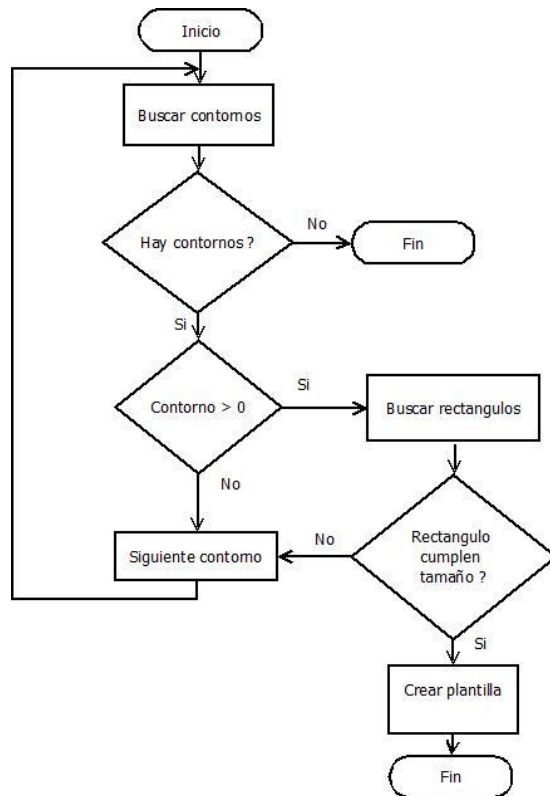 Inicio
Buscar contornos
Hay contornos ?
No
Fin
Si
Contorno > 0
Si
Buscar rectangulos
No
Siguiente contorno
No
Rectangulo
cumplen
tamaño ?
Si
Crear plantilla
Fin